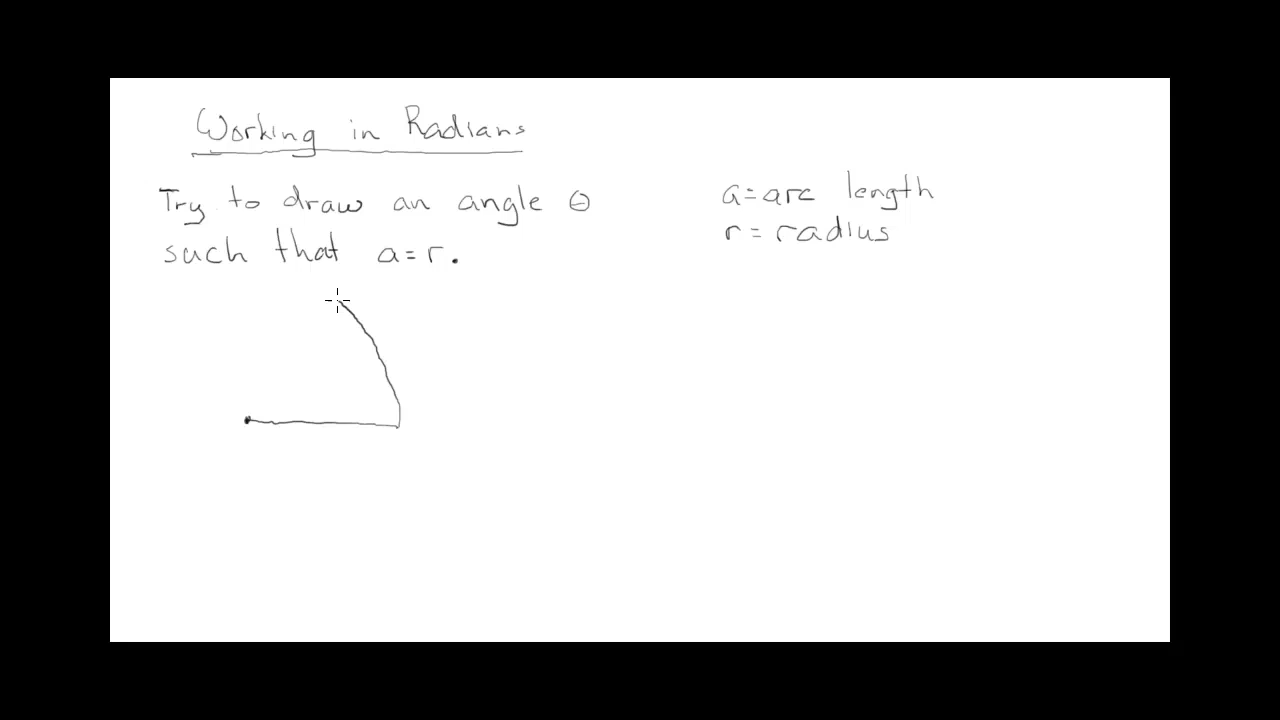 Working in Radians
Try to draw an angle θ
such that a=r.
a=arc length
r=radius